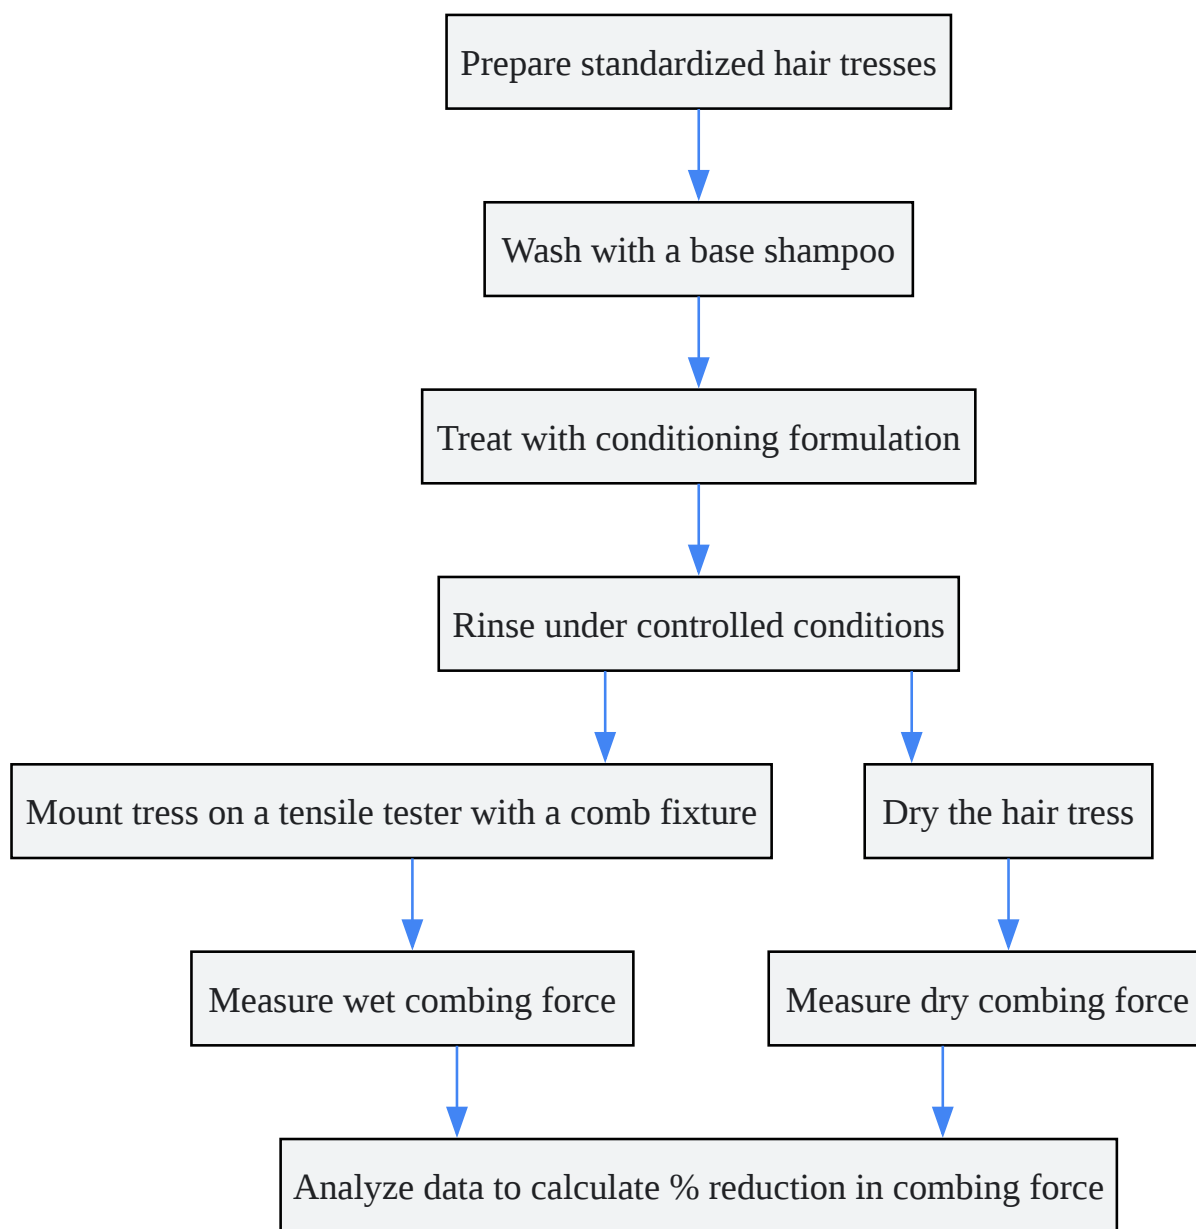 Prepare standardized hair tresses
Wash with a base shampoo
Treat with conditioning formulation
Rinse under controlled conditions
Mount tress on a tensile tester with a comb fixture
Dry the hair tress
Measure wet combing force
Measure dry combing force
Analyze data to calculate % reduction in combing force